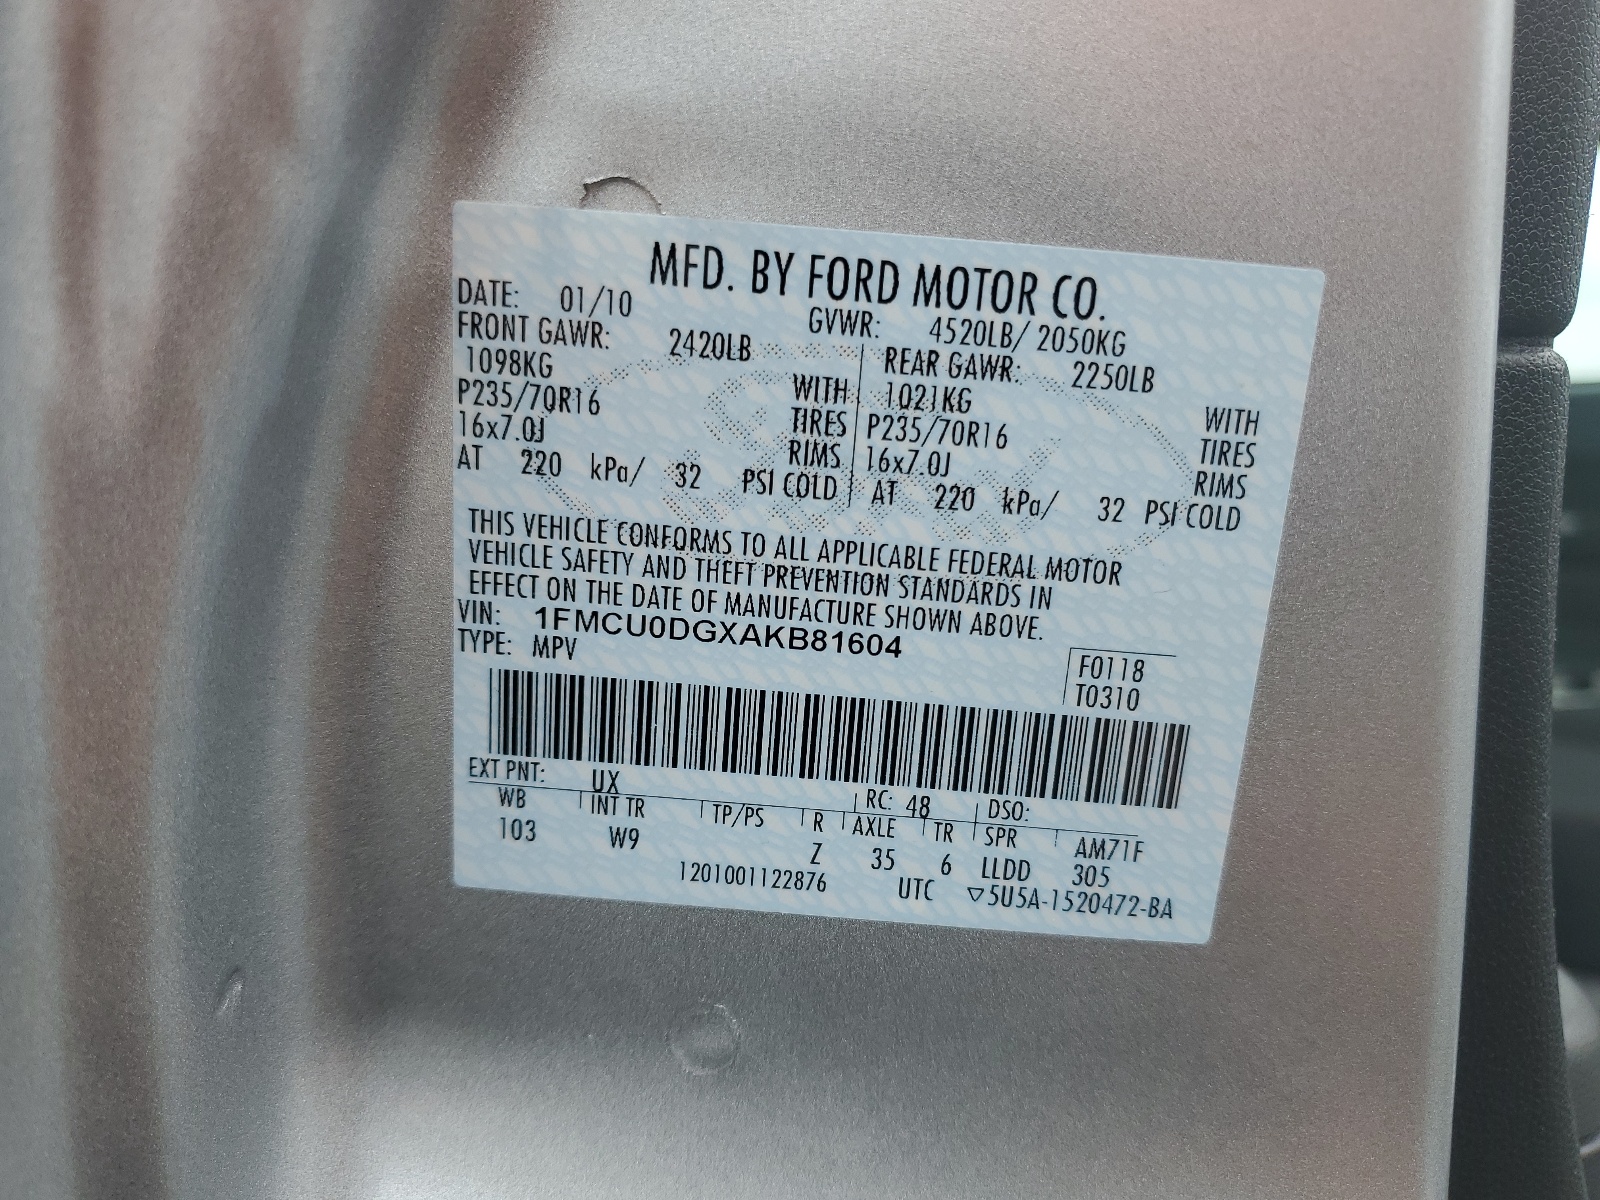 MFD. BY FORD MOTOR CO.
DATE: 01/10 GVWR: 4520LB/ 2050KG
FRONT GAWR: 2420LB REAR GAWR: 2250LB
1098KG WITH 1021KG WITH
P235/70R16 TIRES P235/70R16 TIRES
16x7.0J RIMS 16x7.0J RIMS
AT 220 kPa/ 32 PSI COLD AT 220 kPa/ 32 PSI COLD
THIS VEHICLE CONFORMS TO ALL APPLICABLE FEDERAL MOTOR
VEHICLE SAFETY AND THEFT PREVENTION STANDARDS IN
EFFECT ON THE DATE OF MANUFACTURE SHOWN ABOVE.
VIN: 1FMCU0DGXAKB81604
TYPE: MPV
F0118
T0310
EXT PNT: UX RC: 48 DSO:
WB INT TR TP/PS R AXLE TR SPR AM71F
103 W9 Z 35 6 LLDD 305
1201001122876 UTC ▽5U5A-1520472-BA